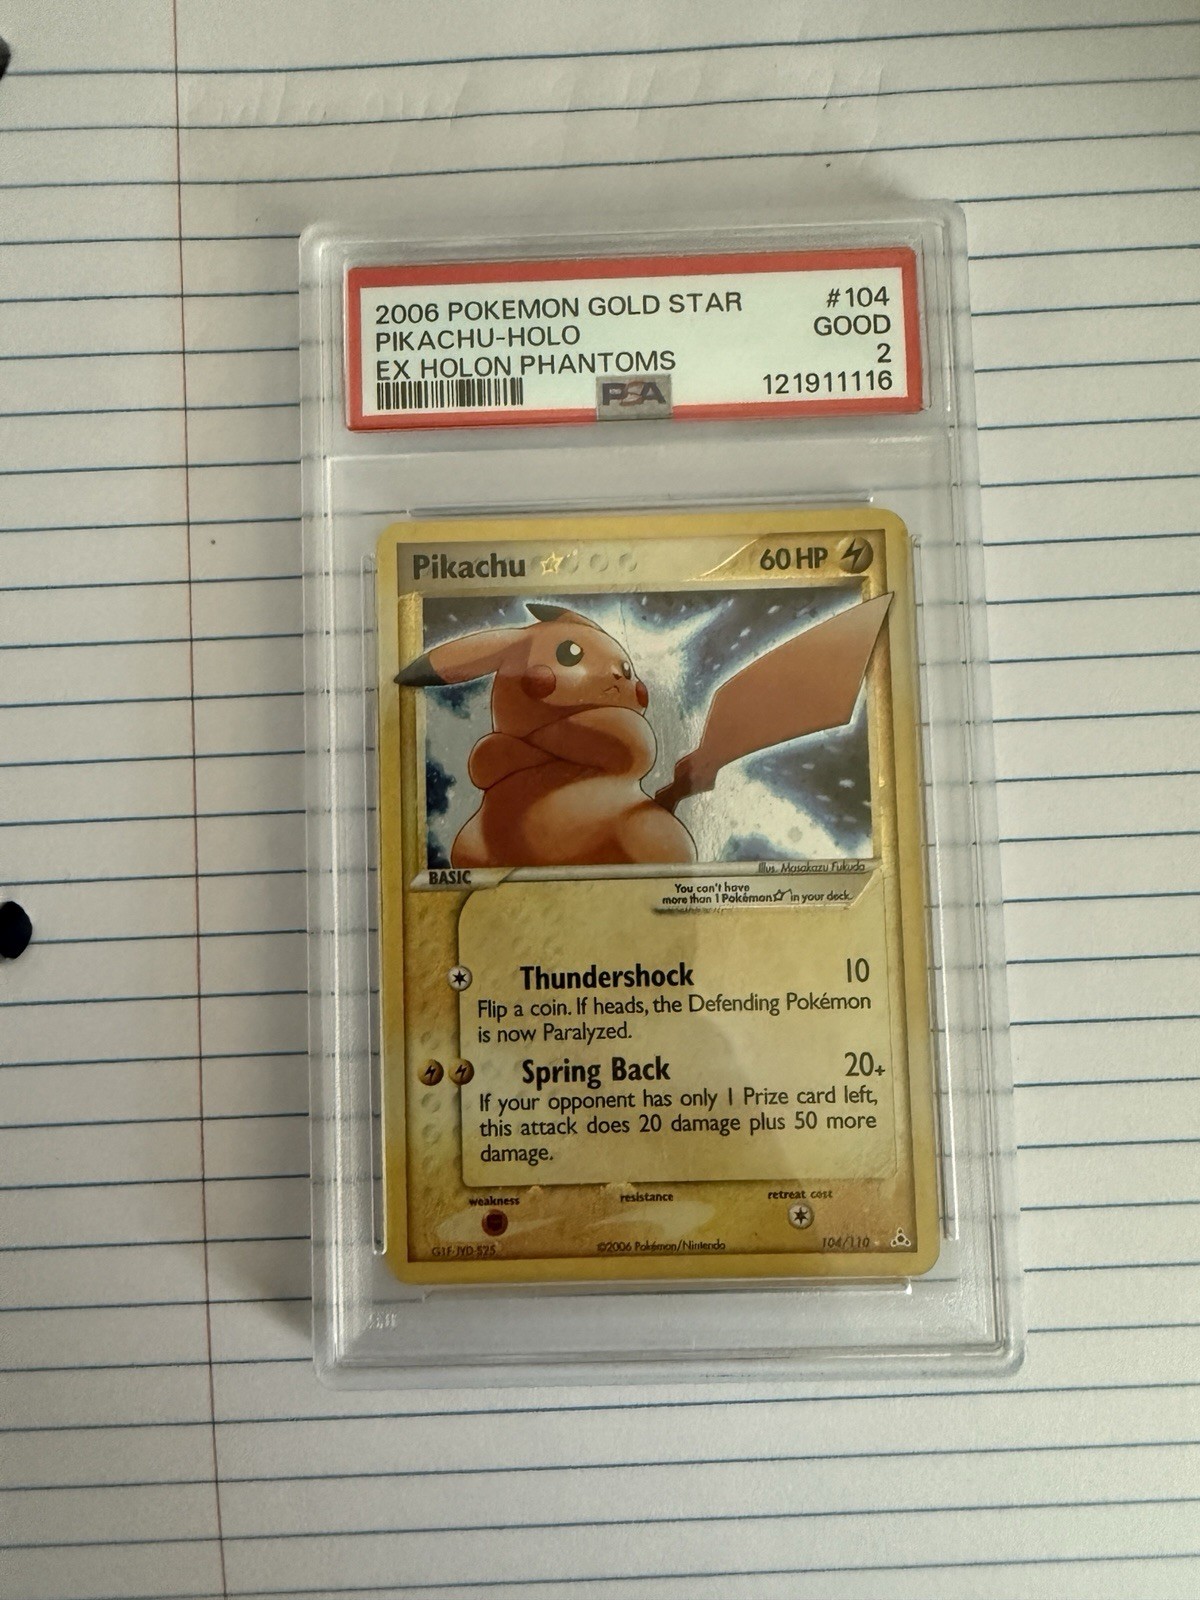 2006 POKEMON GOLD STAR #104
PIKACHU-HOLO GOOD
EX HOLON PHANTOMS 2
PSA 121911116
Pikachu ☆ 60 HP
BASIC
Illus. Masakazu Fukuda
You can't have
more than 1 Pokémon☆ in your deck.
Thundershock 10
Flip a coin. If heads, the Defending Pokémon
is now Paralyzed.
Spring Back 20+
If your opponent has only 1 Prize card left,
this attack does 20 damage plus 50 more
damage.
weakness resistance retreat cost
G1F-JYD-525 ©2006 Pokémon/Nintendo 104/110